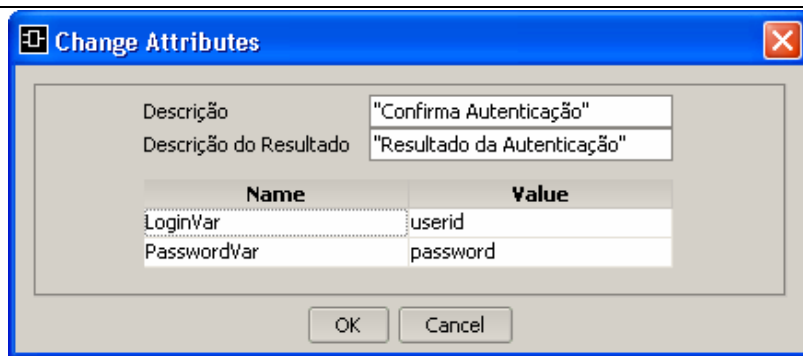 Change Attributes
Descrição "Confirma Autenticação"
Descrição do Resultado "Resultado da Autenticação"
Name Value
LoginVar userid
PasswordVar password
OK Cancel